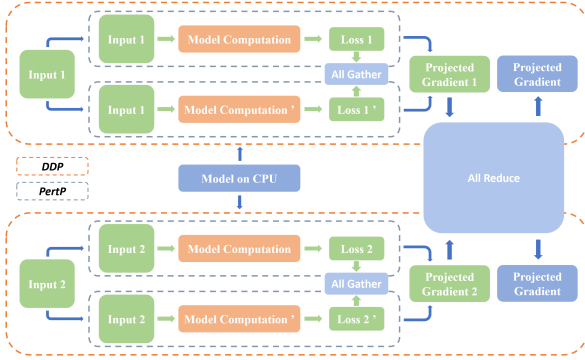 Input 1
Input 1
Model Computation
Loss 1
All Gather
Input 1
Model Computation ’
Loss 1 ’
Projected
Gradient 1
Projected
Gradient
DDP
PertP
Model on CPU
All Reduce
Input 2
Input 2
Model Computation
Loss 2
All Gather
Input 2
Model Computation ’
Loss 2 ’
Projected
Gradient 2
Projected
Gradient